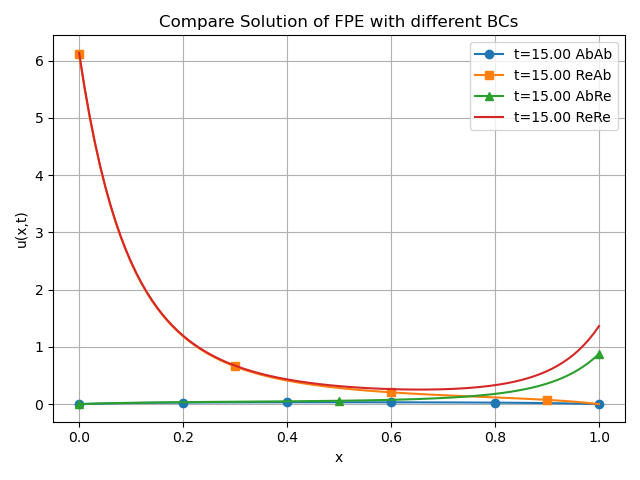 Compare Solution of FPE with different BCs
t=15.00 AbAb
t=15.00 ReAb
t=15.00 AbRe
t=15.00 ReRe
u(x,t)
6
5
4
3
2
1
0
0.0 0.2 0.4 0.6 0.8 1.0
x